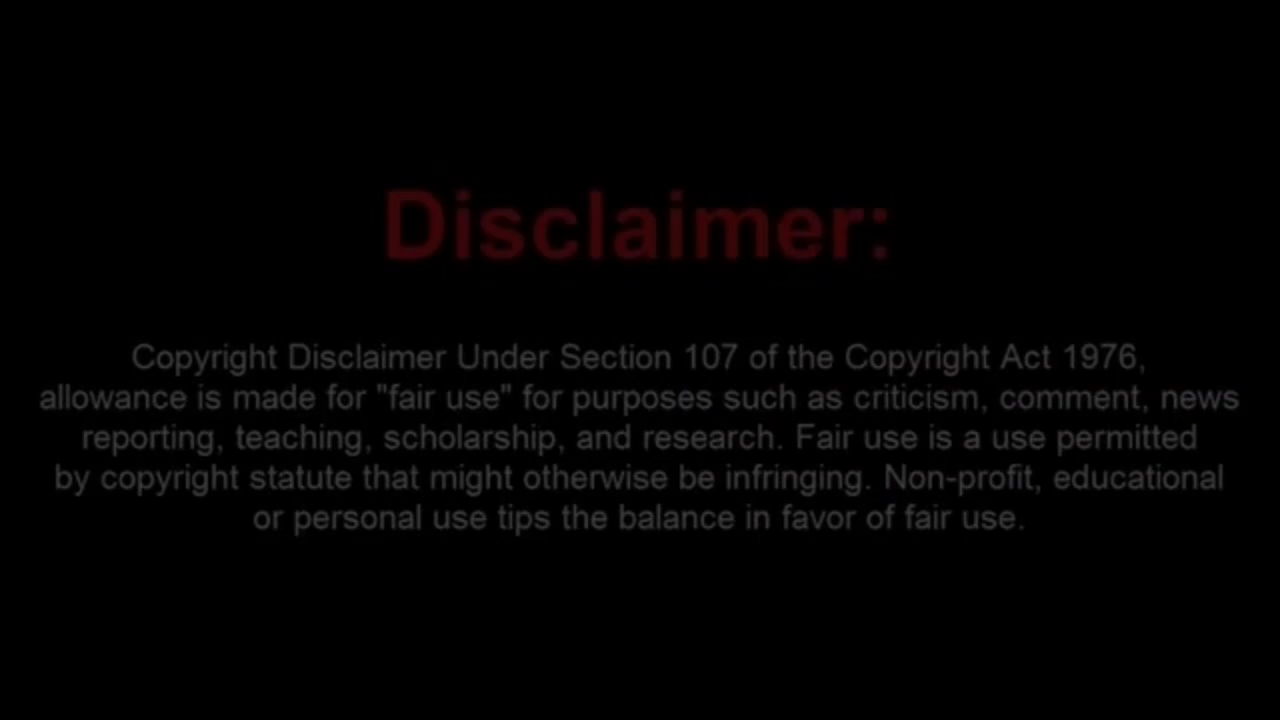 Disclaimer:
Copyright Disclaimer Under Section 107 of the Copyright Act 1976,
allowance is made for "fair use" for purposes such as criticism, comment, news
reporting, teaching, scholarship, and research. Fair use is a use permitted
by copyright statute that might otherwise be infringing. Non-profit, educational
or personal use tips the balance in favor of fair use.